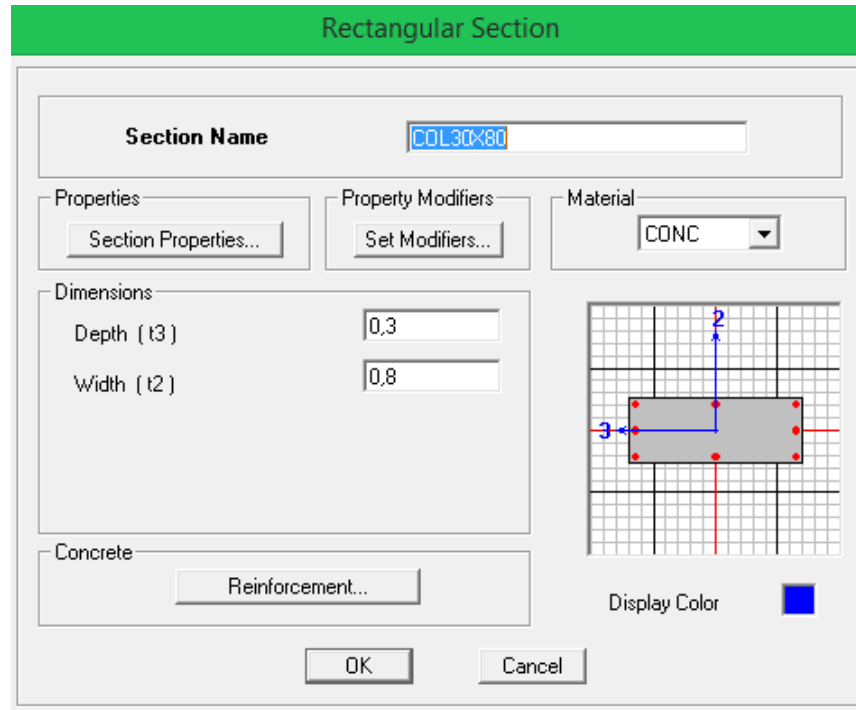 Rectangular Section
Section Name COL30X80
Properties
Section Properties...
Property Modifiers
Set Modifiers...
Material
CONC
Dimensions
Depth ( t3 ) 0,3
Width ( t2 ) 0,8
2
3
Concrete
Reinforcement...
Display Color
OK Cancel